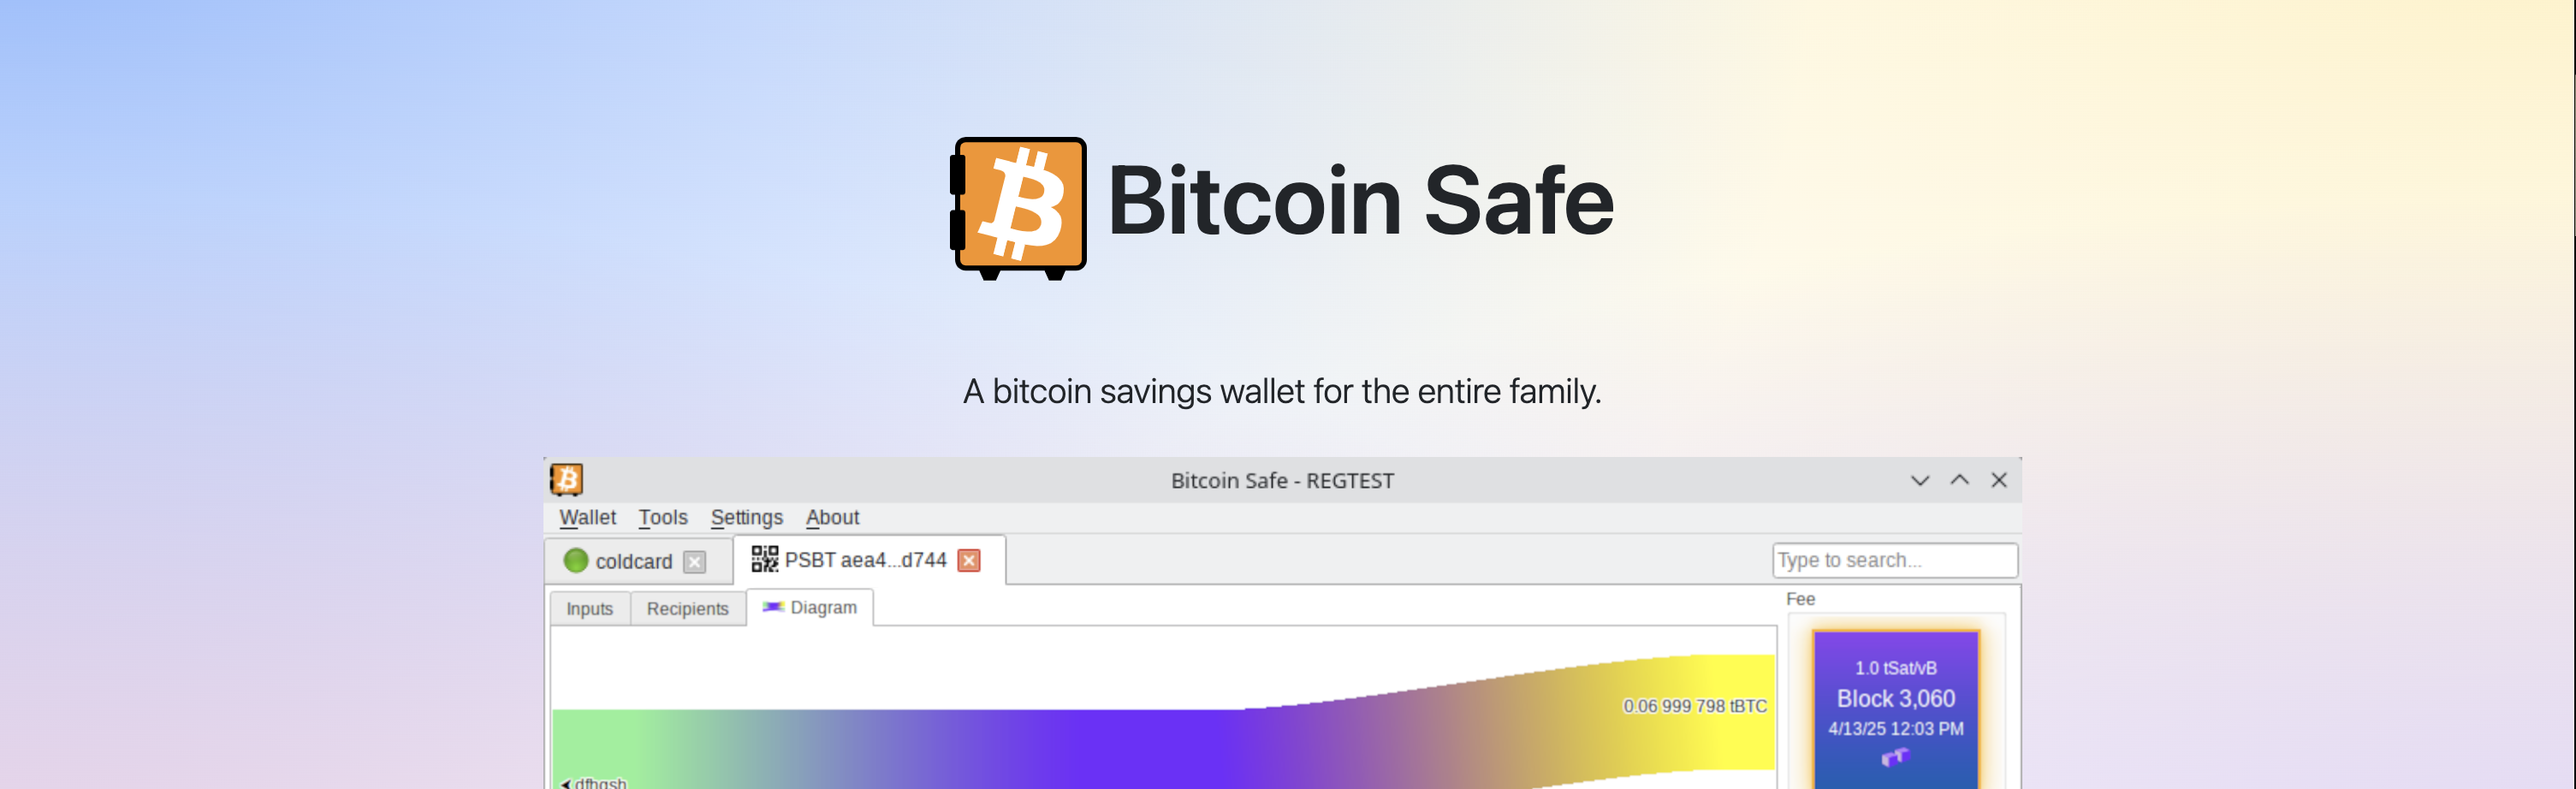 Bitcoin Safe
A bitcoin savings wallet for the entire family.
Bitcoin Safe - REGTEST
Wallet Tools Settings About
coldcard PSBT aea4...d744 Type to search...
Inputs Recipients Diagram
Fee
1.0 tSat/vB
Block 3,060
0.06 999 798 tBTC
4/13/25 12:03 PM
dfhgsh